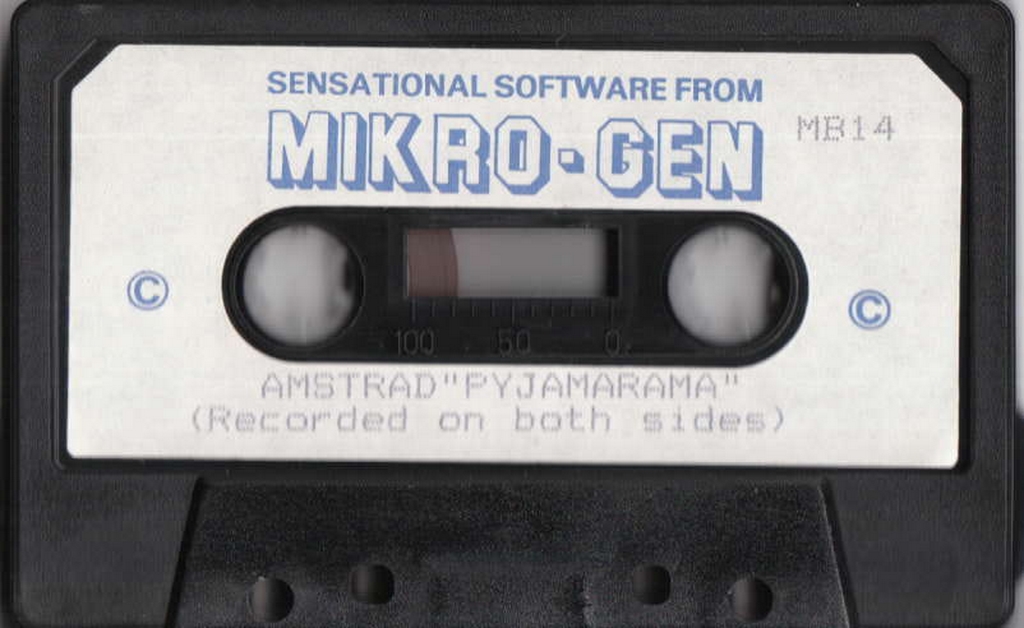 SENSATIONAL SOFTWARE FROM
MIKRO-GEN
MB14
© ©
100 50 0
AMSTRAD"PYJAMARAMA"
(Recorded on both sides)